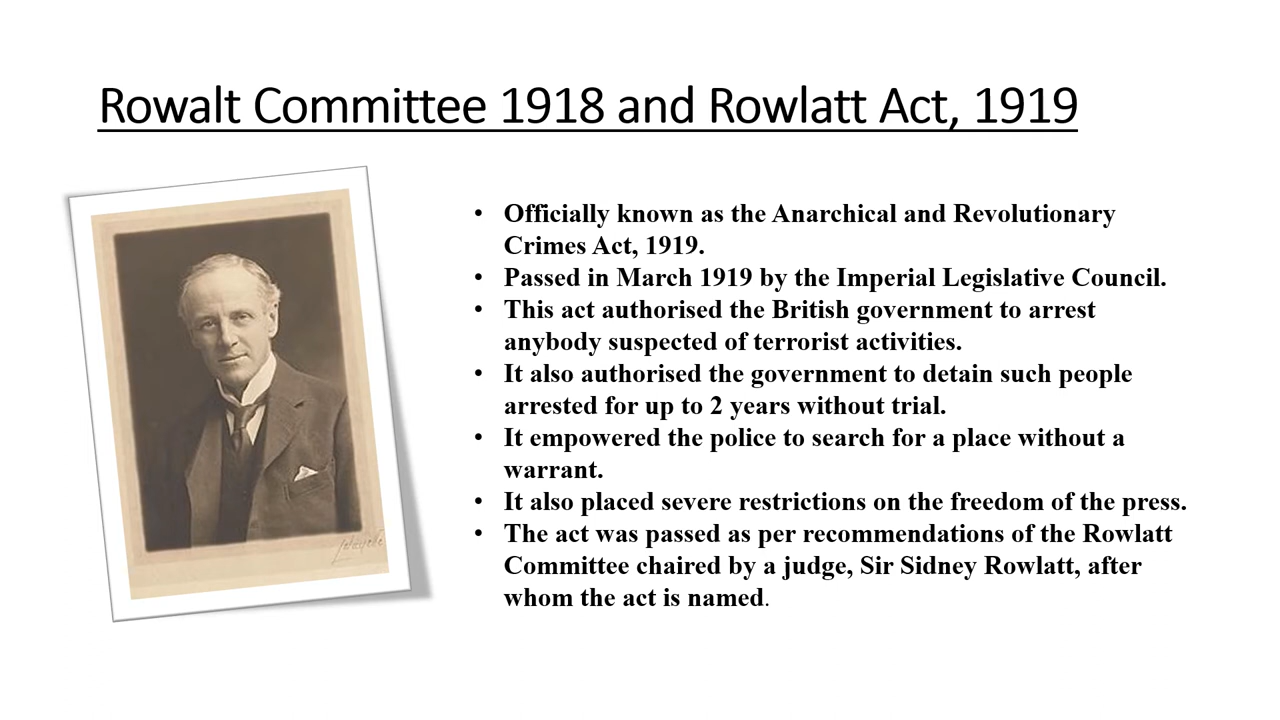 Rowalt Committee 1918 and Rowlatt Act, 1919
• Officially known as the Anarchical and Revolutionary
Crimes Act, 1919.
• Passed in March 1919 by the Imperial Legislative Council.
• This act authorised the British government to arrest
anybody suspected of terrorist activities.
• It also authorised the government to detain such people
arrested for up to 2 years without trial.
• It empowered the police to search for a place without a
warrant.
• It also placed severe restrictions on the freedom of the press.
• The act was passed as per recommendations of the Rowlatt
Committee chaired by a judge, Sir Sidney Rowlatt, after
whom the act is named.